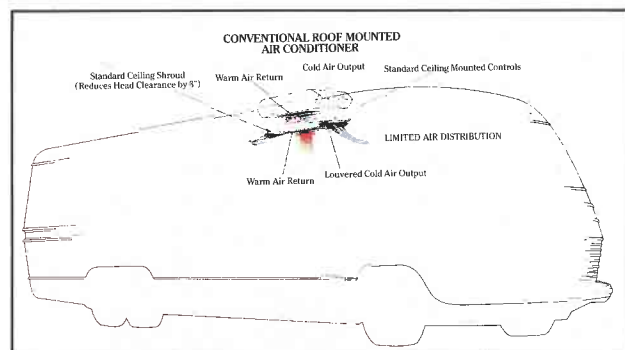 CONVENTIONAL ROOF MOUNTED
AIR CONDITIONER
Cold Air Output
Standard Ceiling Shroud
(Reduces Head Clearance by 8")
Warm Air Return
Standard Ceiling Mounted Controls
LIMITED AIR DISTRIBUTION
Warm Air Return
Louvered Cold Air Output